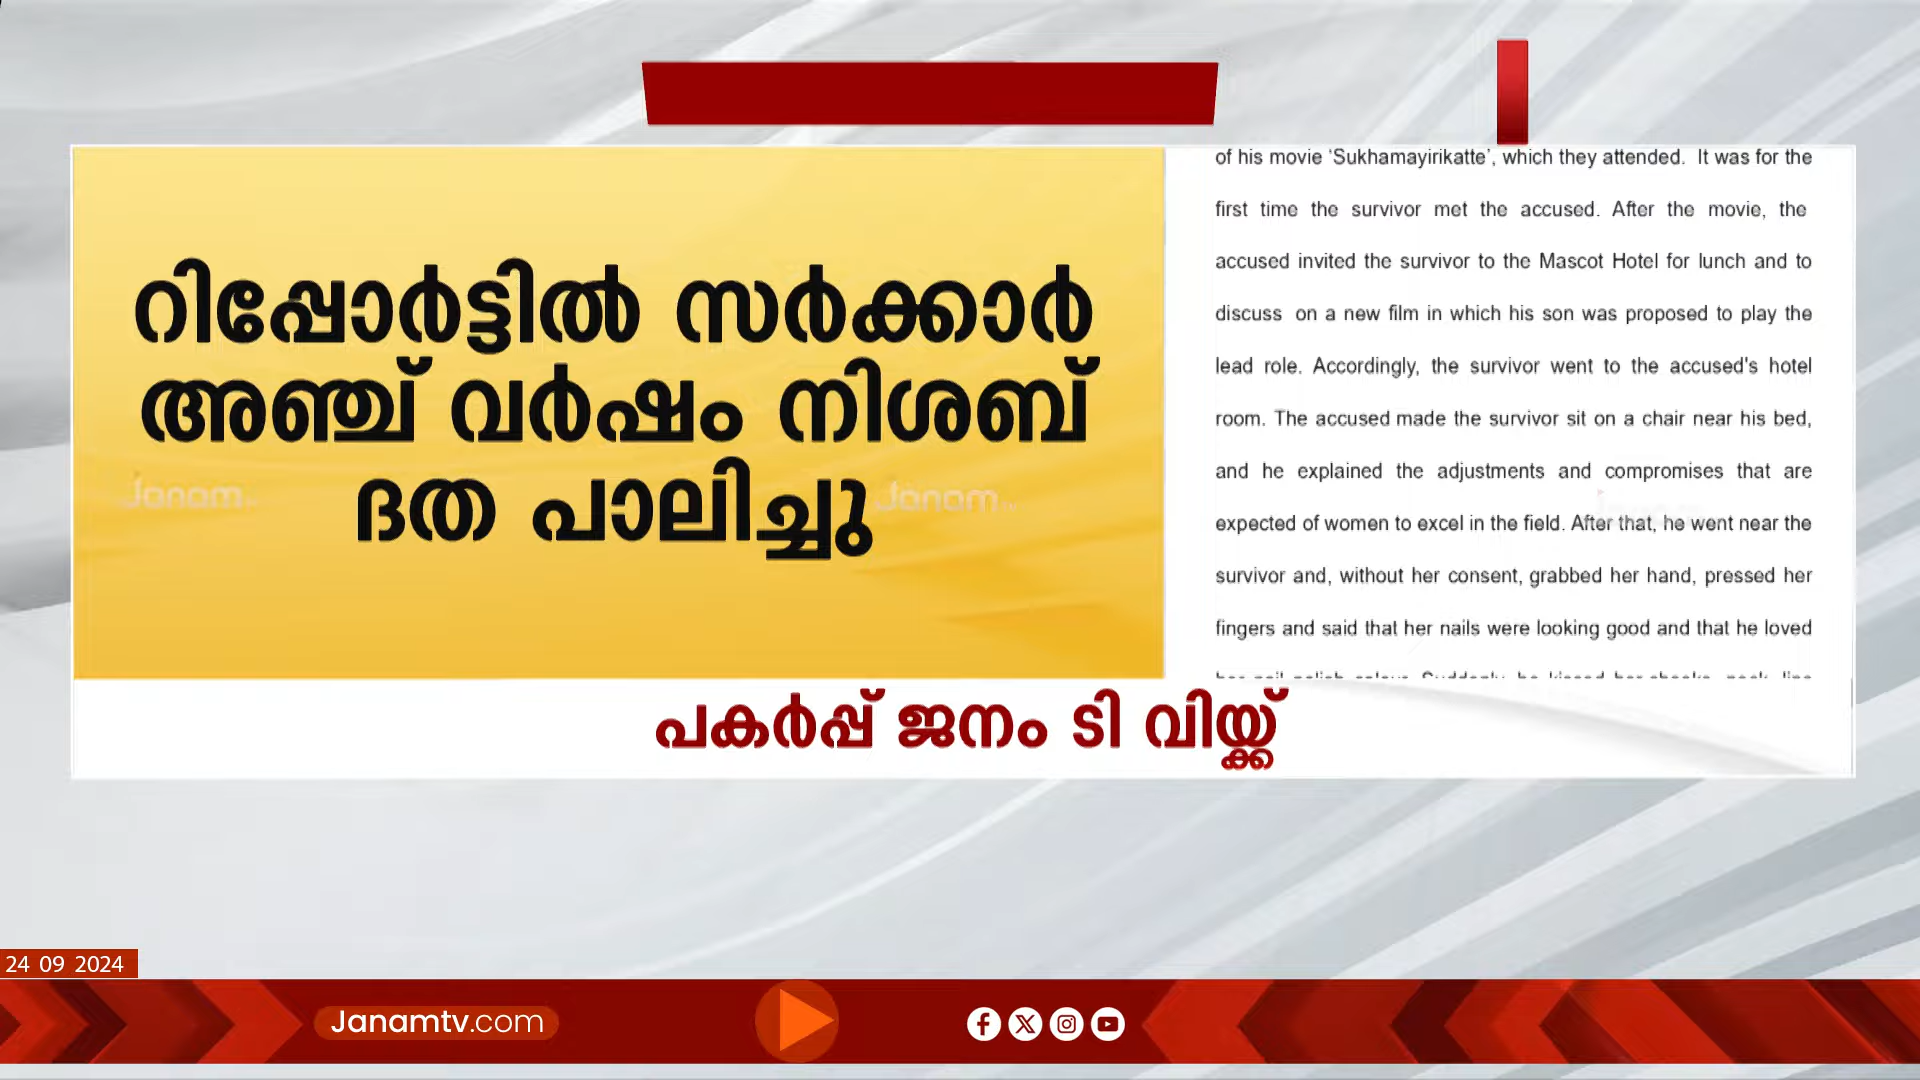 റിപ്പോർട്ടിൽ സർക്കാർ
അഞ്ച് വർഷം നിശബ്
ദത പാലിച്ചു
Janam
Janam
of his movie ‘Sukhamayirikatte’, which they attended. It was for the
first time the survivor met the accused. After the movie, the
accused invited the survivor to the Mascot Hotel for lunch and to
discuss on a new film in which his son was proposed to play the
lead role. Accordingly, the survivor went to the accused's hotel
room. The accused made the survivor sit on a chair near his bed,
and he explained the adjustments and compromises that are
expected of women to excel in the field. After that, he went near the
survivor and, without her consent, grabbed her hand, pressed her
fingers and said that her nails were looking good and that he loved
പകർപ്പ് ജനം ടി വിയ്ക്ക്
24 09 2024
Janamtv.com